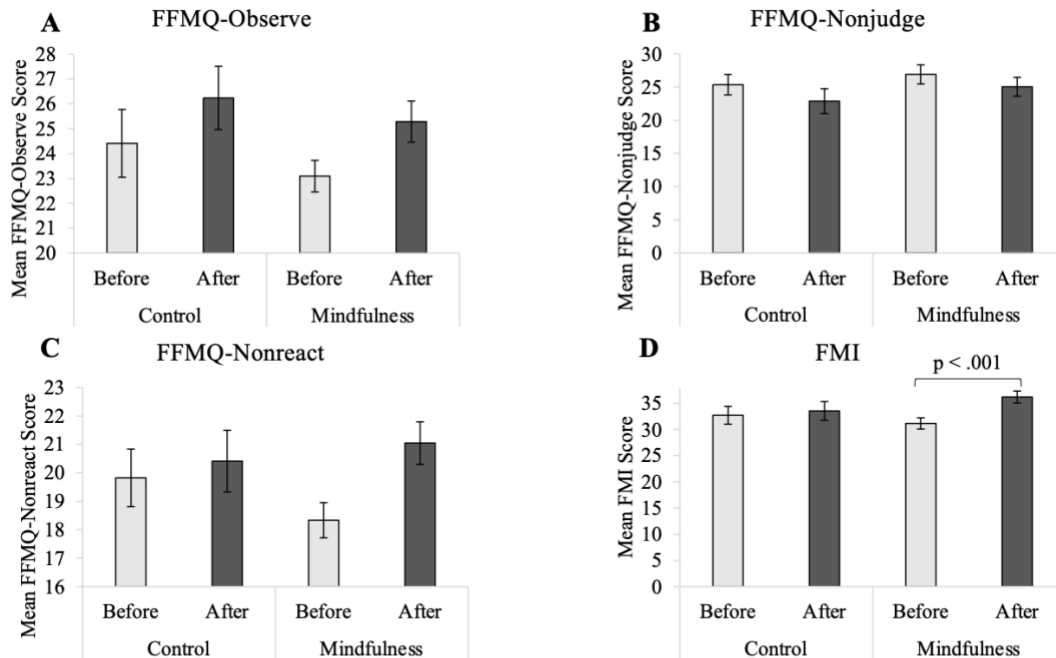 A
FFMQ-Observe
Mean FFMQ-Observe Score
28
27
26
25
24
23
22
21
20
Before After Before After
Control Mindfulness
B
FFMQ-Nonjudge
Mean FFMQ-Nonjudge Score
30
25
20
15
10
5
0
Before After Before After
Control Mindfulness
C
FFMQ-Nonreact
Mean FFMQ-Nonreact Score
23
22
21
20
19
18
17
16
Before After Before After
Control Mindfulness
D
FMI
p < .001
Mean FMI Score
35
30
25
20
15
10
5
0
Before After Before After
Control Mindfulness